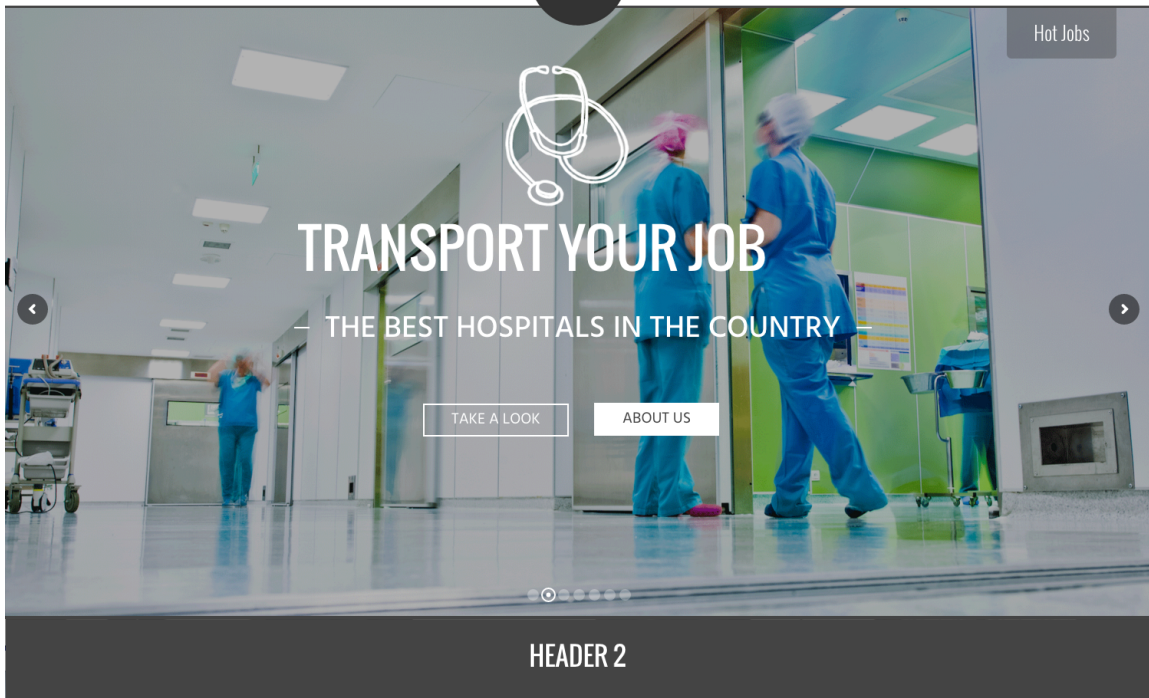 Hot Jobs
TRANSPORT YOUR JOB
– THE BEST HOSPITALS IN THE COUNTRY –
TAKE A LOOK
ABOUT US
HEADER 2